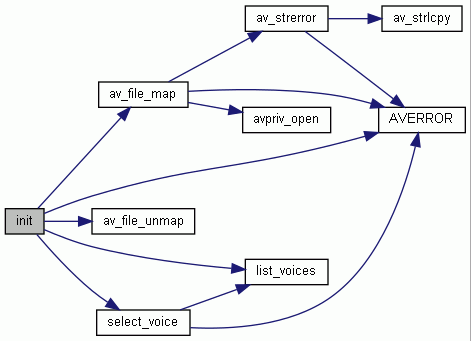 av_strerror
av_strlcpy
av_file_map
avpriv_open
AVERROR
init
av_file_unmap
list_voices
select_voice